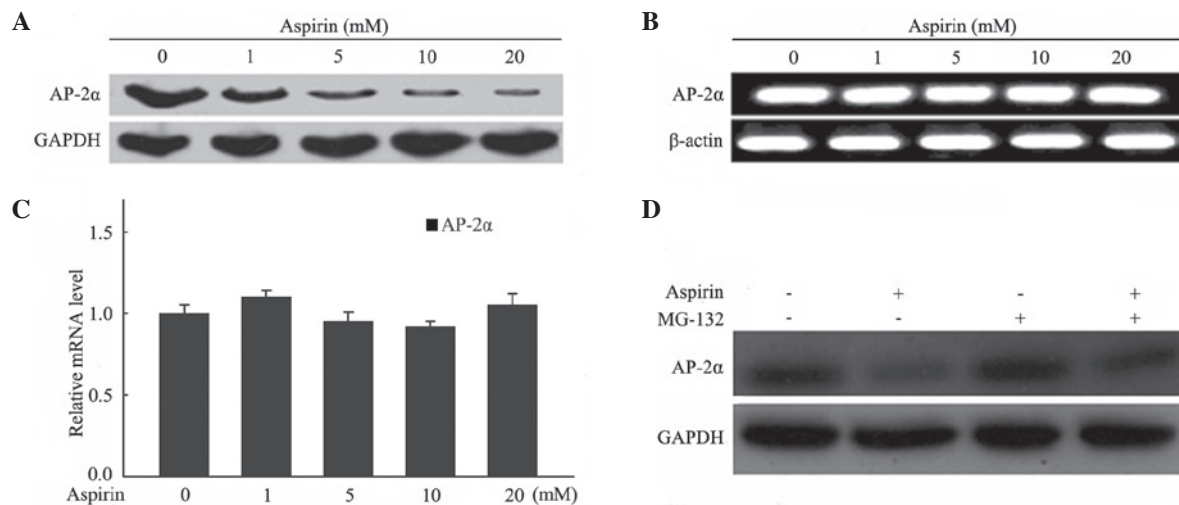 A
Aspirin (mM)
0 1 5 10 20
AP-2α
GAPDH
B
Aspirin (mM)
0 1 5 10 20
AP-2α
β-actin
C
AP-2α
Relative mRNA level
1.5
1.0
0.5
0.0
Aspirin 0 1 5 10 20 (mM)
D
Aspirin - + - +
MG-132 - - + +
AP-2α
GAPDH